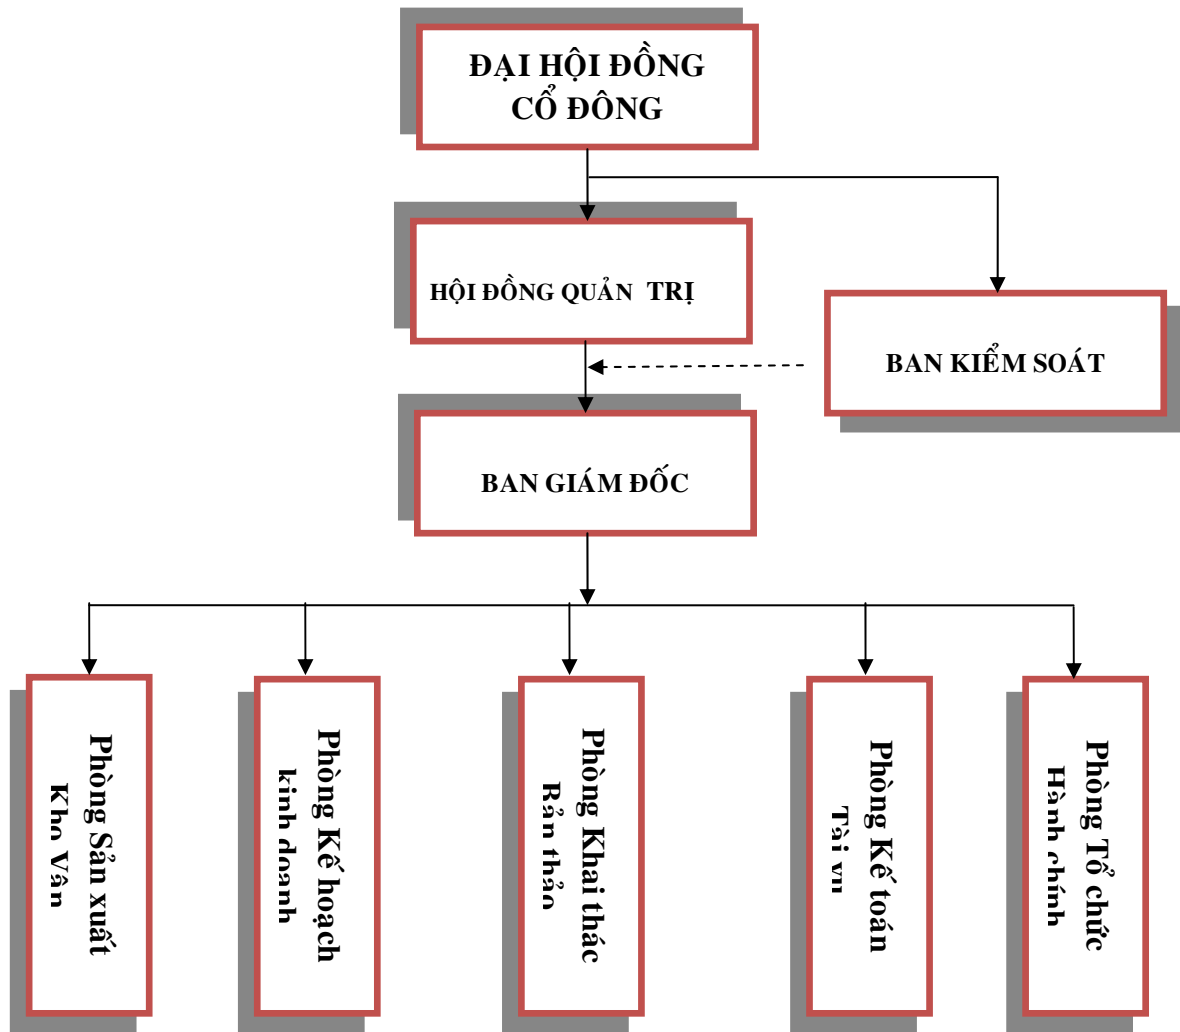 ĐẠI HỘI ĐỒNG
CỔ ĐÔNG
HỘI ĐỒNG QUẢN TRỊ
BAN KIỂM SOÁT
BAN GIÁM ĐỐC
Phòng Sản xuất
Kho Vận
Phòng Kế hoạch
kinh doanh
Phòng Khai thác
Bản thảo
Phòng Kế toán
Tài vụ
Phòng Tổ chức
Hành chính